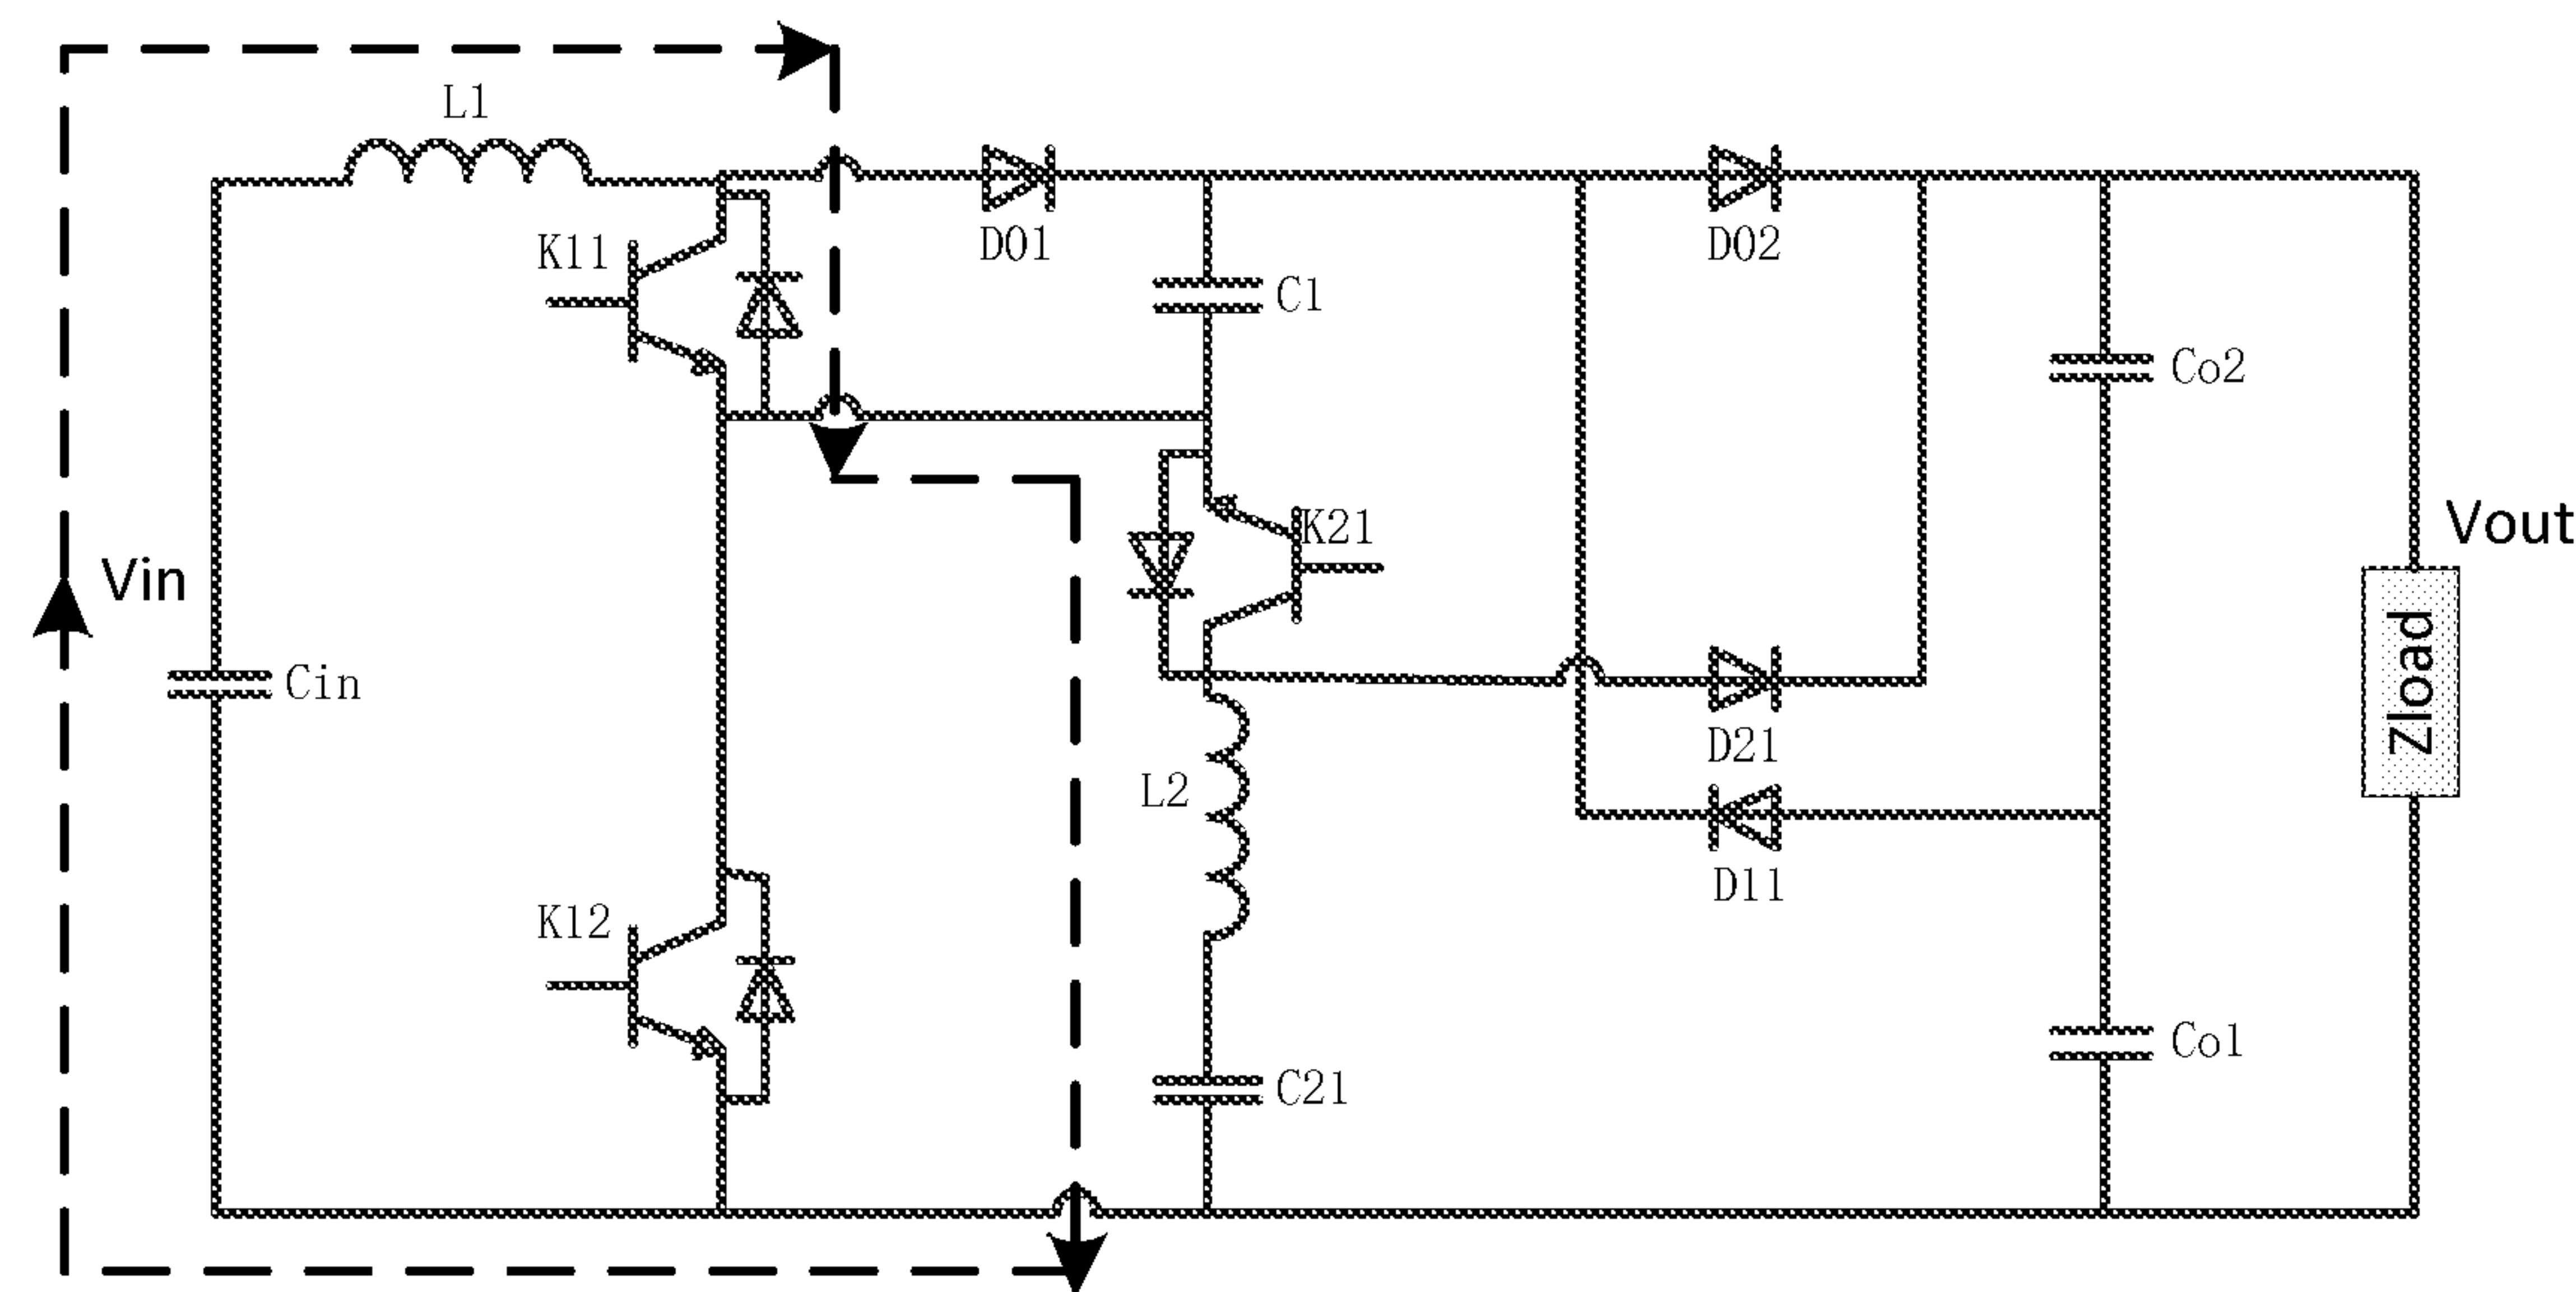 L1
K11
D01
D02
C1
Co2
K21
Vout
Vin
Cin
Zload
D21
L2
D11
K12
Co1
C21